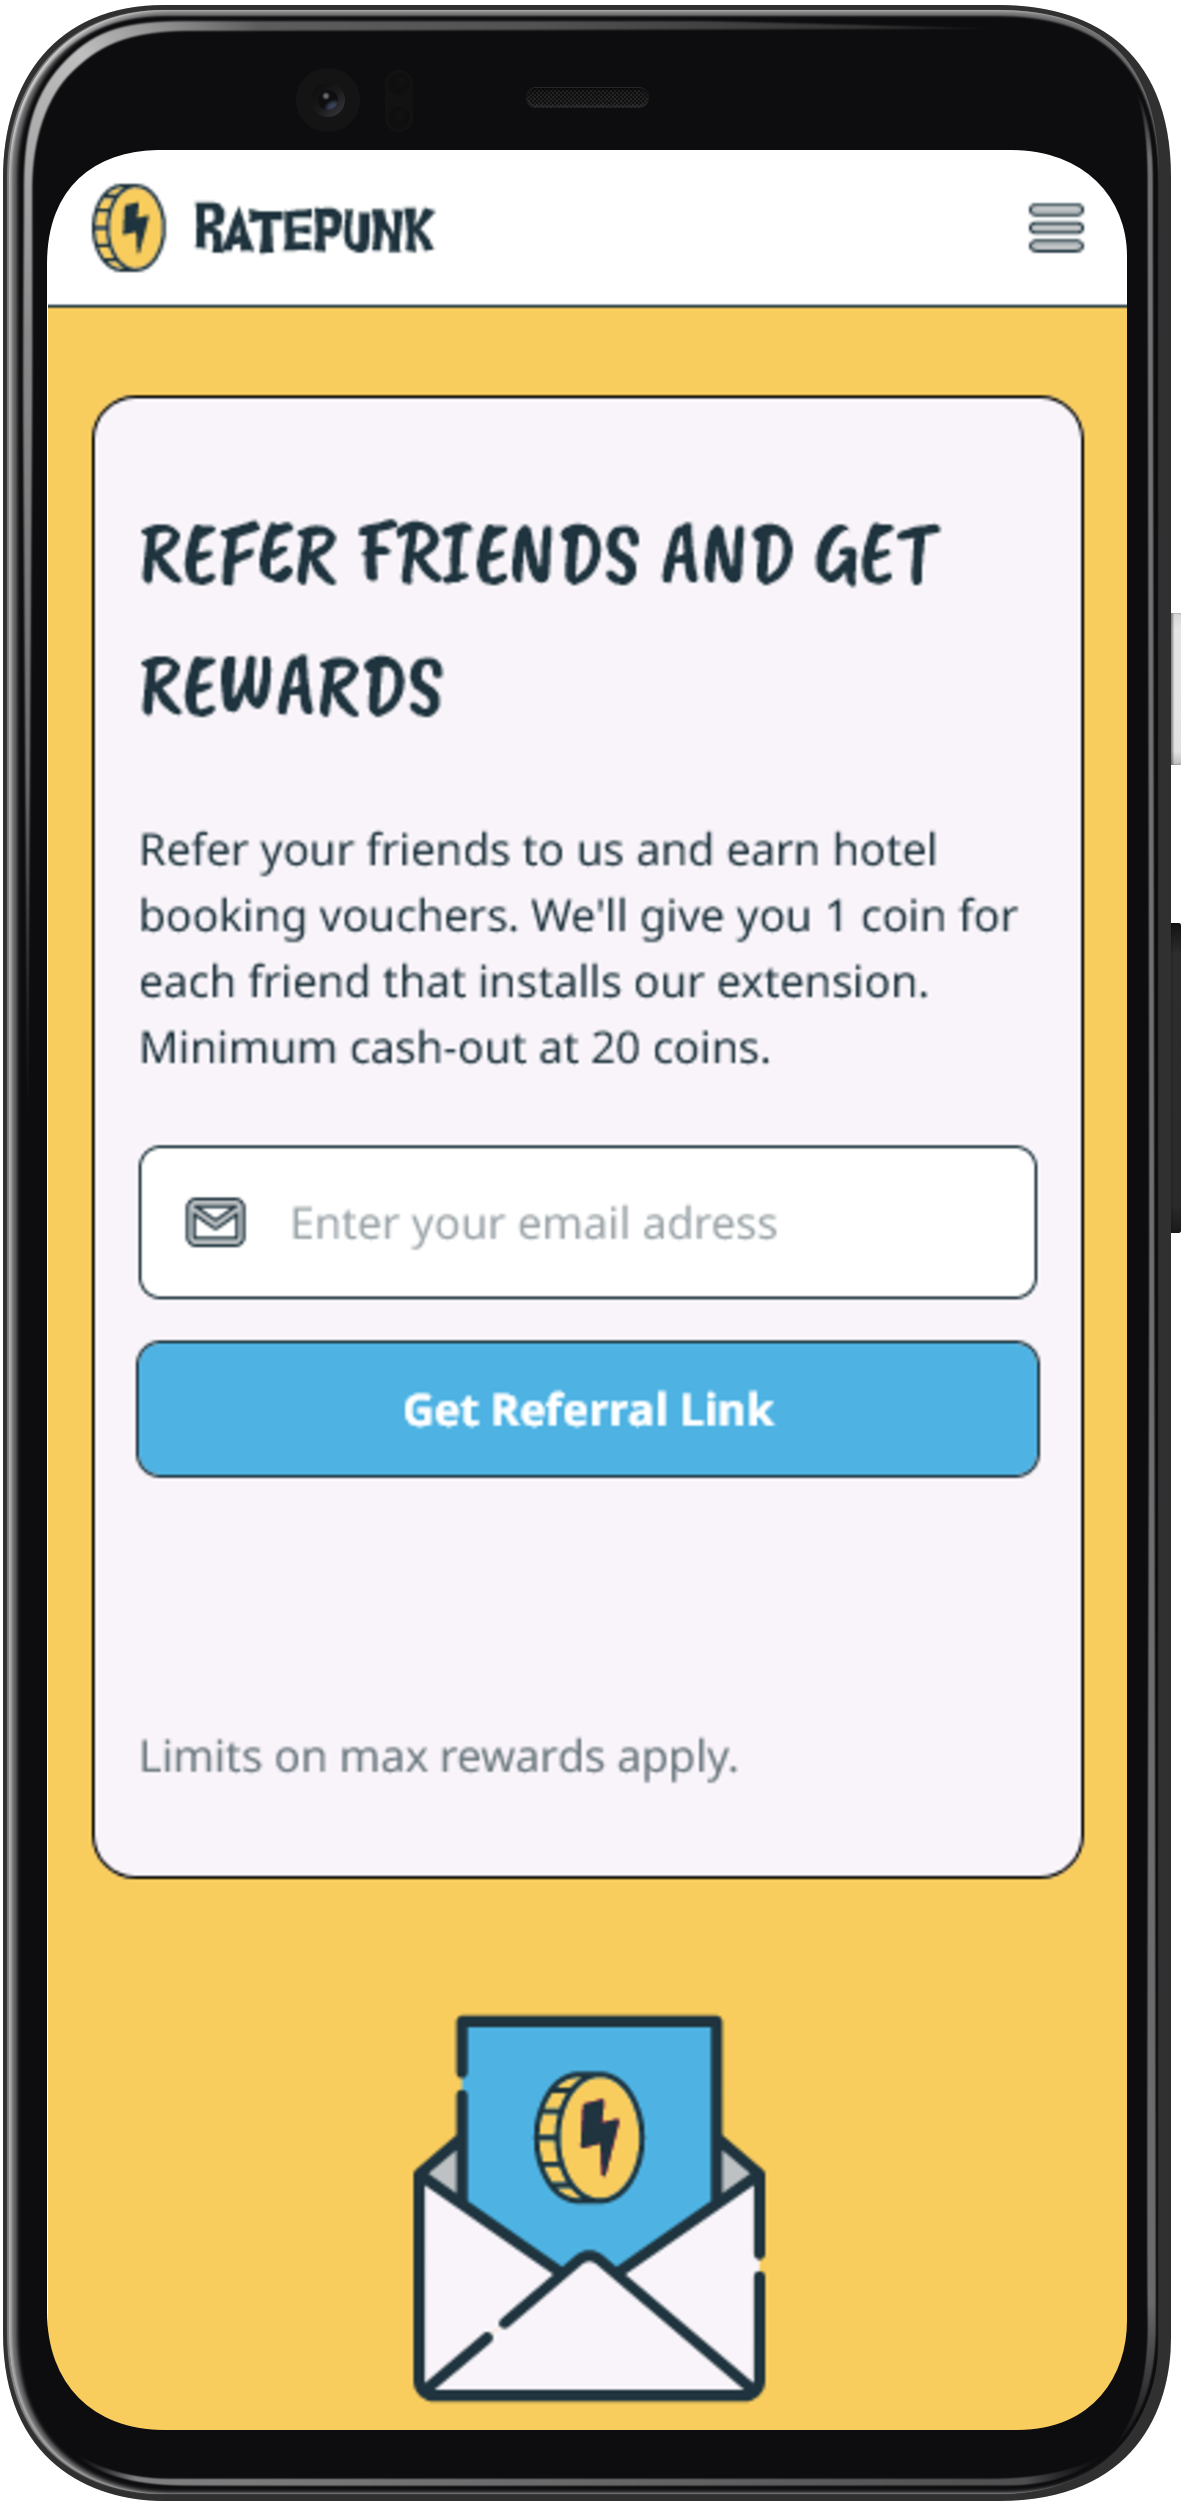 RATEPUNK
REFER FRIENDS AND GET
REWARDS
Refer your friends to us and earn hotel
booking vouchers. We'll give you 1 coin for
each friend that installs our extension.
Minimum cash-out at 20 coins.
Enter your email adress
Get Referral Link
Limits on max rewards apply.